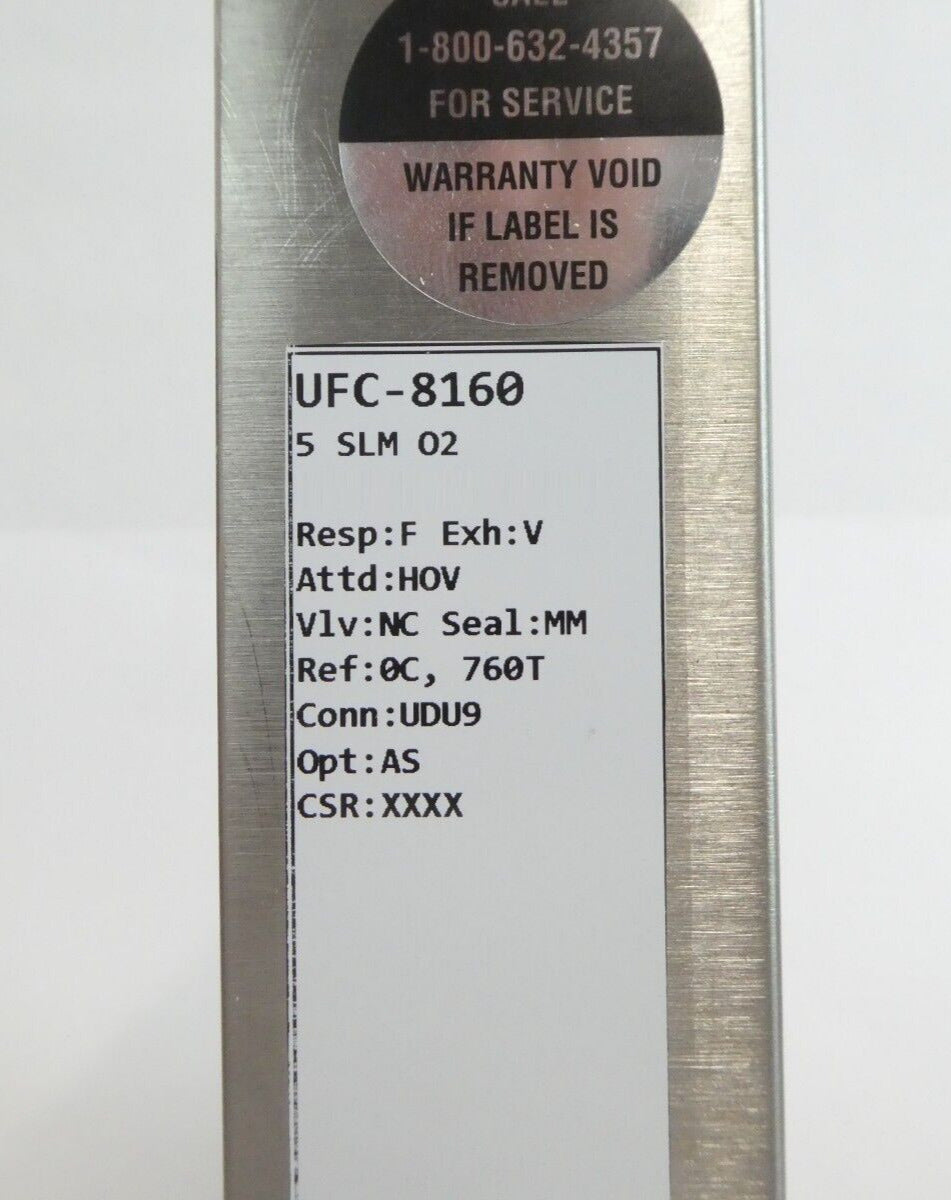 CALL
1-800-632-4357
FOR SERVICE
WARRANTY VOID
IF LABEL IS
REMOVED
UFC-8160
5 SLM O2
Resp:F Exh:V
Attd:HOV
Vlv:NC Seal:MM
Ref:0C, 760T
Conn:UDU9
Opt:AS
CSR:XXXX